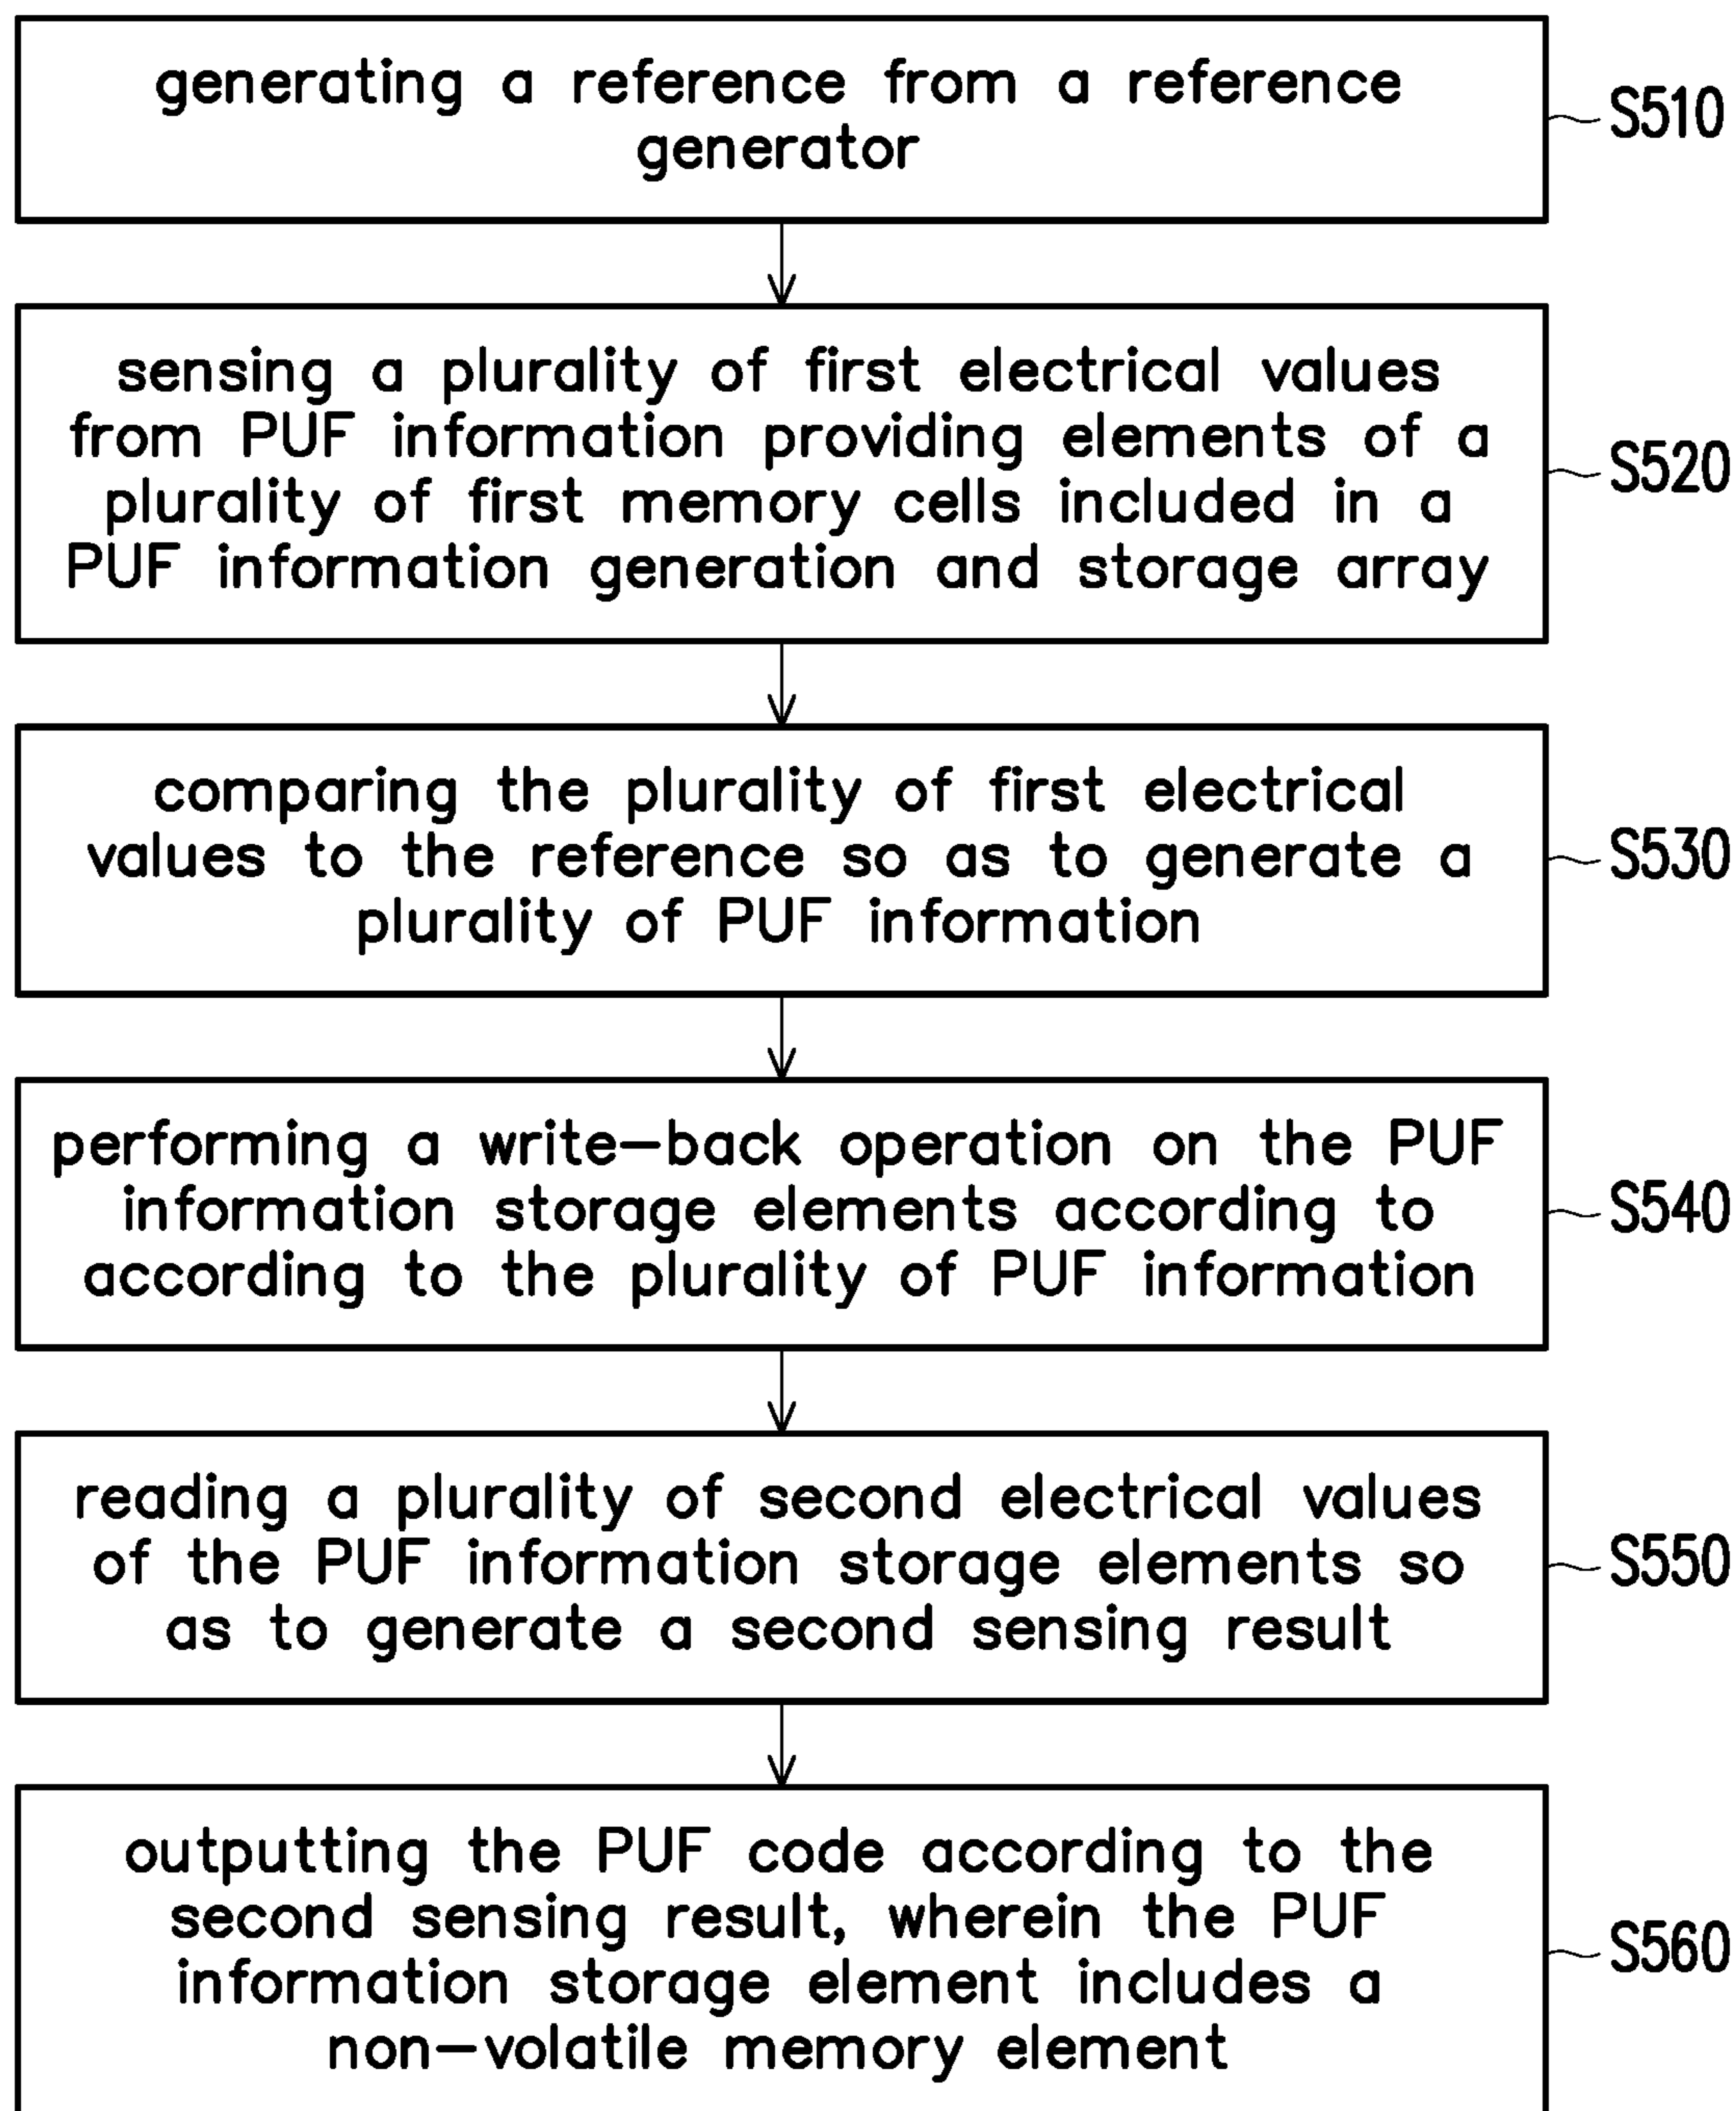 generating a reference from a reference
generator
S510
sensing a plurality of first electrical values
from PUF information providing elements of a
plurality of first memory cells included in a
PUF information generation and storage array
S520
comparing the plurality of first electrical
values to the reference so as to generate a
plurality of PUF information
S530
performing a write-back operation on the PUF
information storage elements according to
according to the plurality of PUF information
S540
reading a plurality of second electrical values
of the PUF information storage elements so
as to generate a second sensing result
S550
outputting the PUF code according to the
second sensing result, wherein the PUF
information storage element includes a
non-volatile memory element
S560